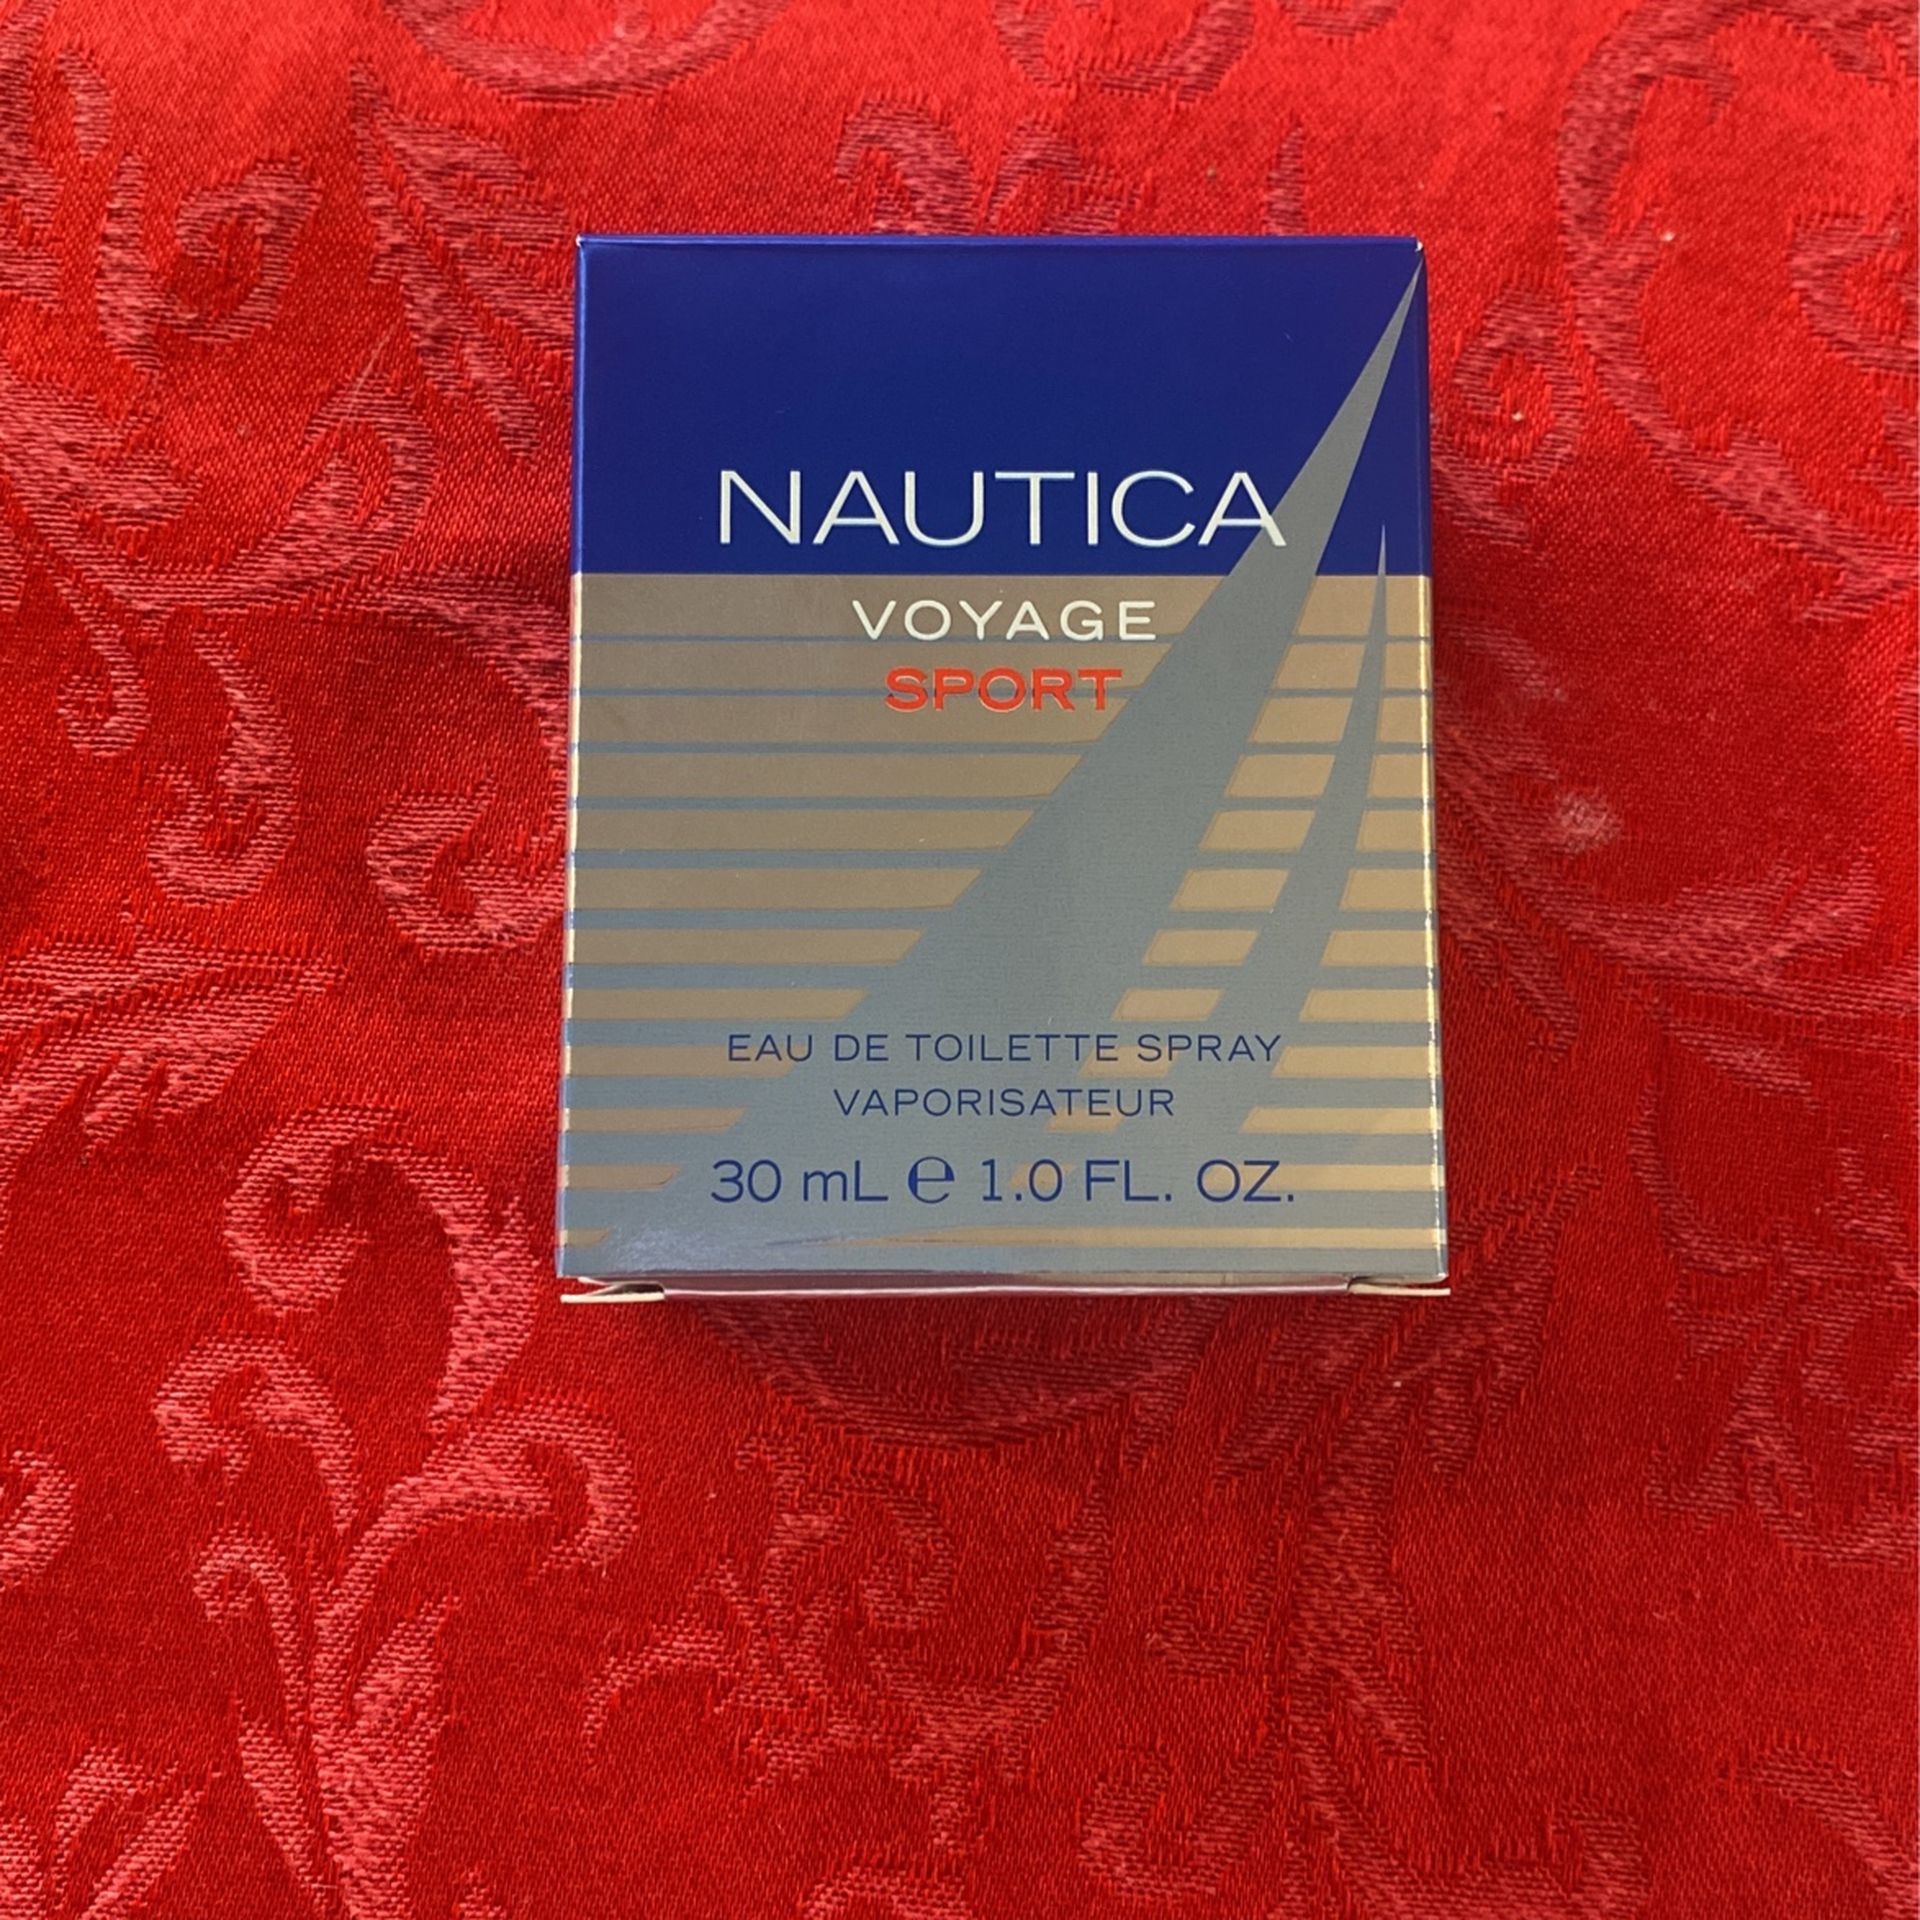 NAUTICA
VOYAGE
SPORT
EAU DE TOILETTE SPRAY
VAPORISATEUR
30 mL ℮ 1.0 FL. OZ.